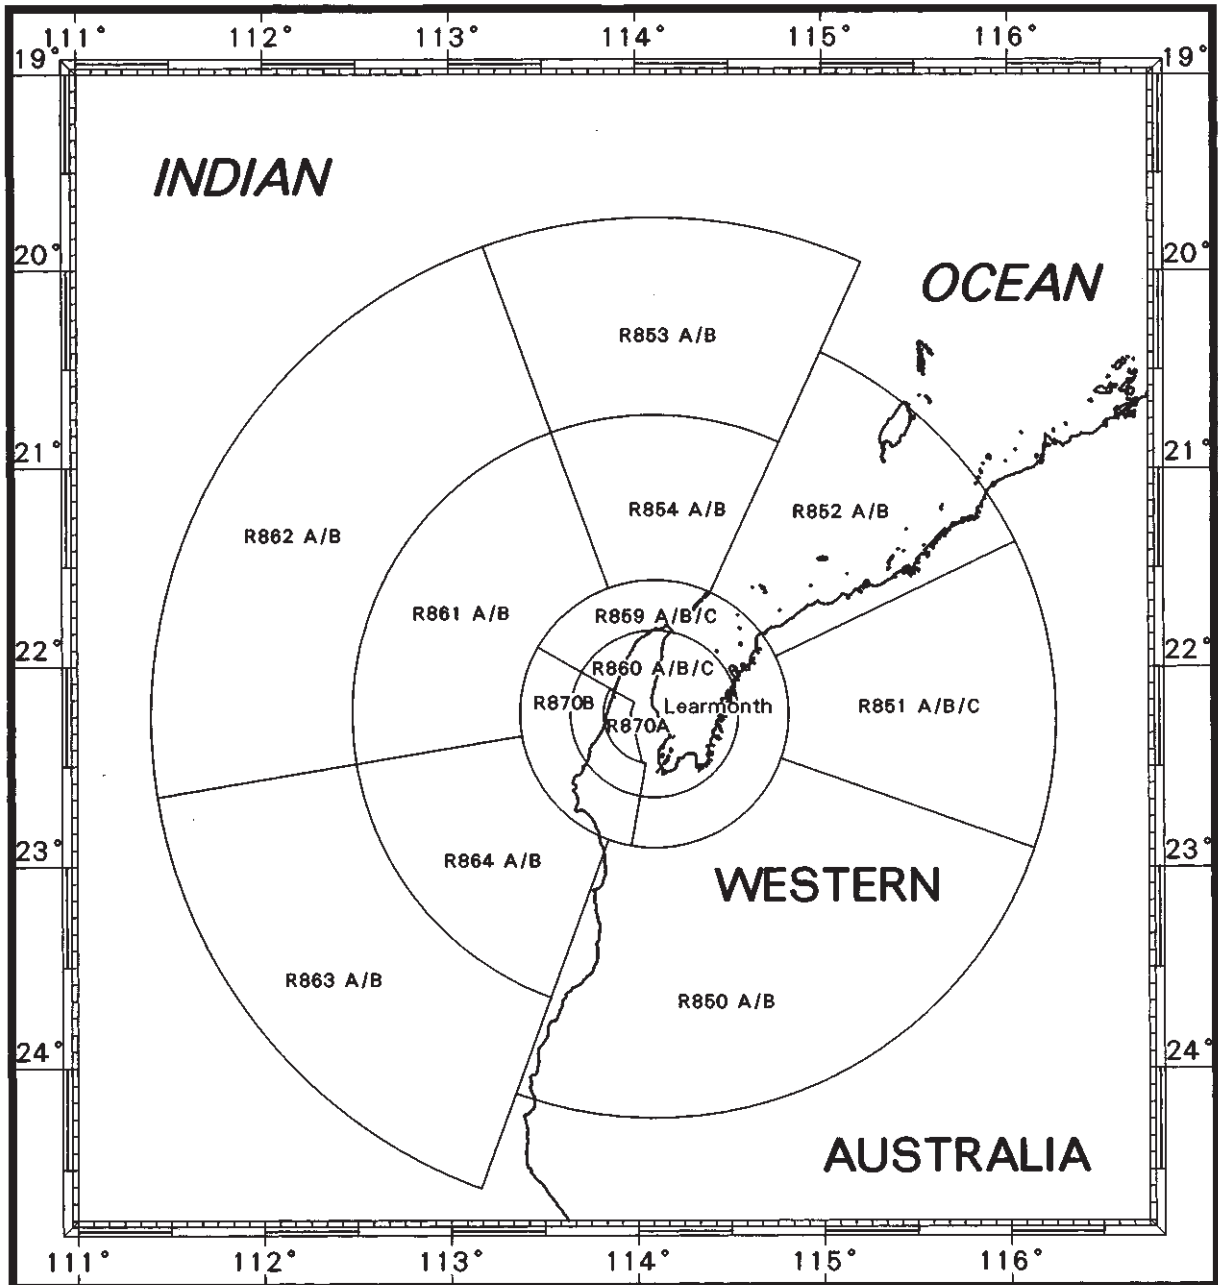 111° 112° 113° 114° 115° 116°
19° 19°
INDIAN
20° 20°
OCEAN
R853 A/B
21° 21°
R854 A/B
R852 A/B
R862 A/B
R861 A/B
R859 A/B/C
22° 22°
R860 A/B/C
R870B
Learmonth
R851 A/B/C
R870A
23° 23°
R864 A/B
WESTERN
R863 A/B
R850 A/B
24° 24°
AUSTRALIA
111° 112° 113° 114° 115° 116°